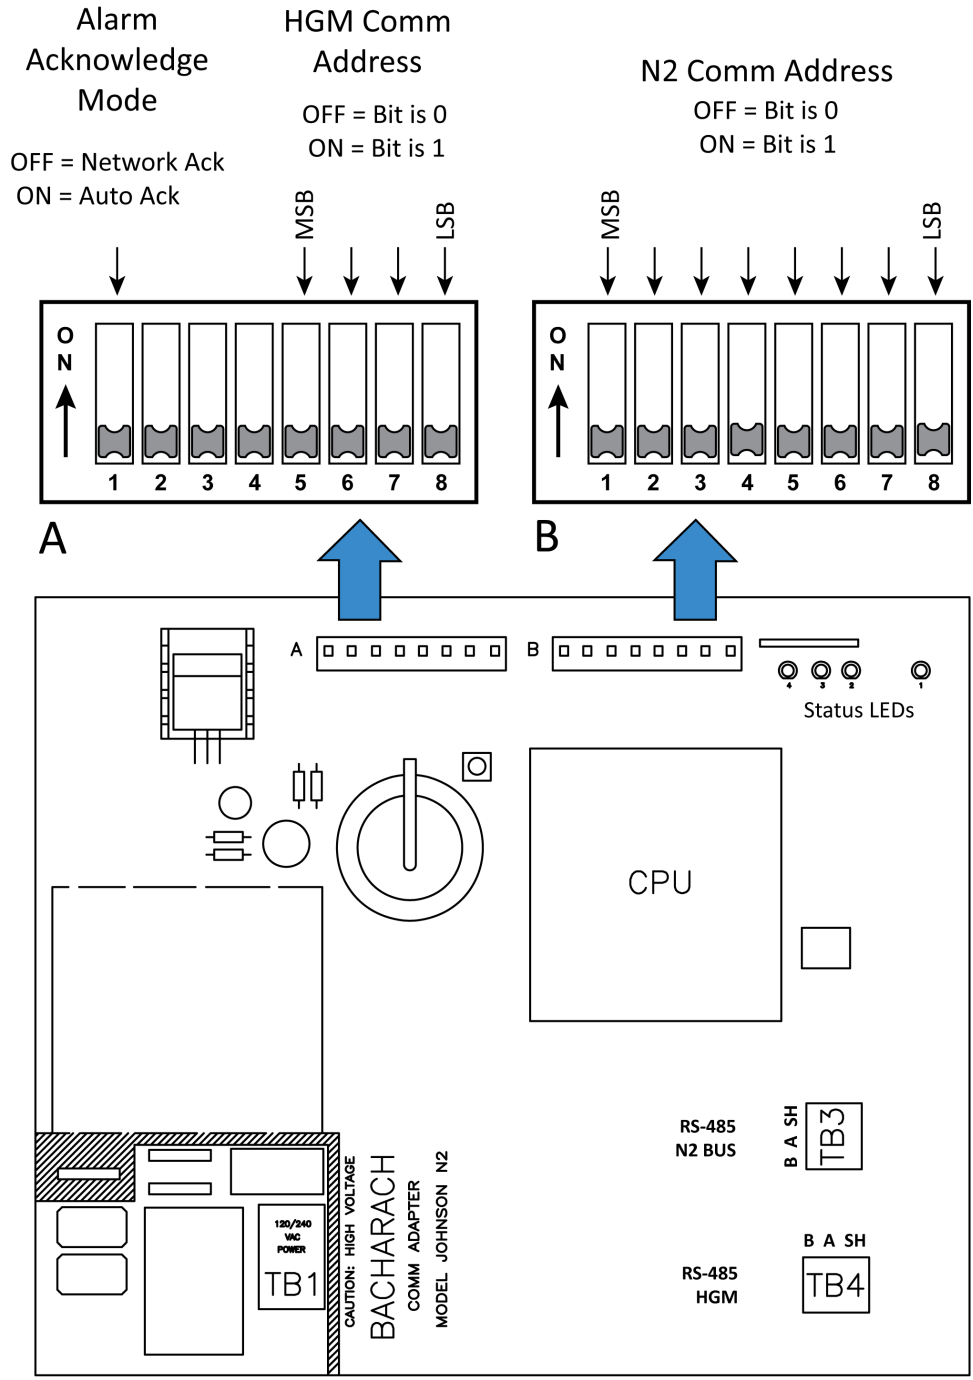 Alarm
Acknowledge
Mode
OFF = Network Ack
ON = Auto Ack
HGM Comm
Address
OFF = Bit is 0
ON = Bit is 1
N2 Comm Address
OFF = Bit is 0
ON = Bit is 1
MSB
LSB
MSB
LSB
ON
1 2 3 4 5 6 7 8
ON
1 2 3 4 5 6 7 8
A
B
A
B
4 3 2 1
Status LEDs
CPU
RS-485
N2 BUS
B A SH
TB3
B A SH
RS-485
HGM
TB4
120/240
VAC
POWER
TB1
CAUTION: HIGH VOLTAGE
BACHARACH
COMM ADAPTER
MODEL JOHNSON N2